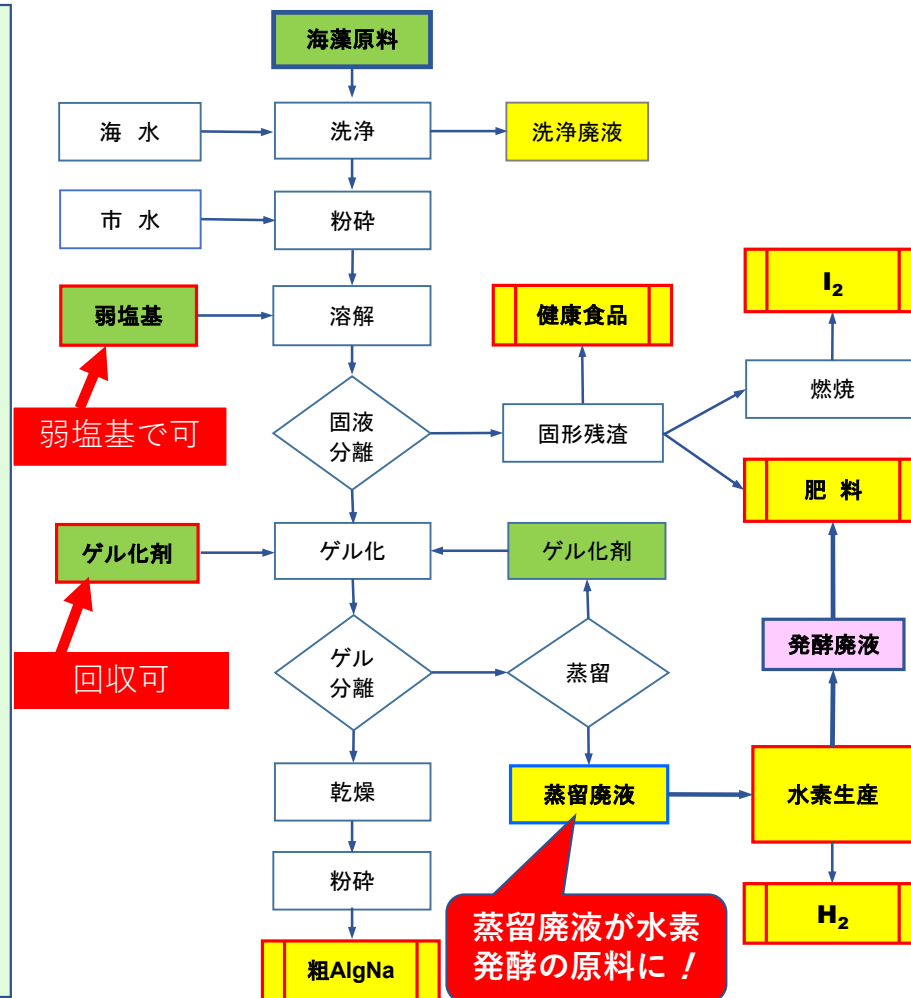 海藻原料
海 水
洗浄
洗浄廃液
市 水
粉砕
弱塩基
溶解
健康食品
I₂
弱塩基で可
固液
分離
固形残渣
燃焼
肥 料
ゲル化剤
ゲル化
ゲル化剤
回収可
ゲル
分離
蒸留
発酵廃液
乾燥
蒸留廃液
水素生産
粉砕
蒸留廃液が水素
発酵の原料に！
H₂
粗AlgNa